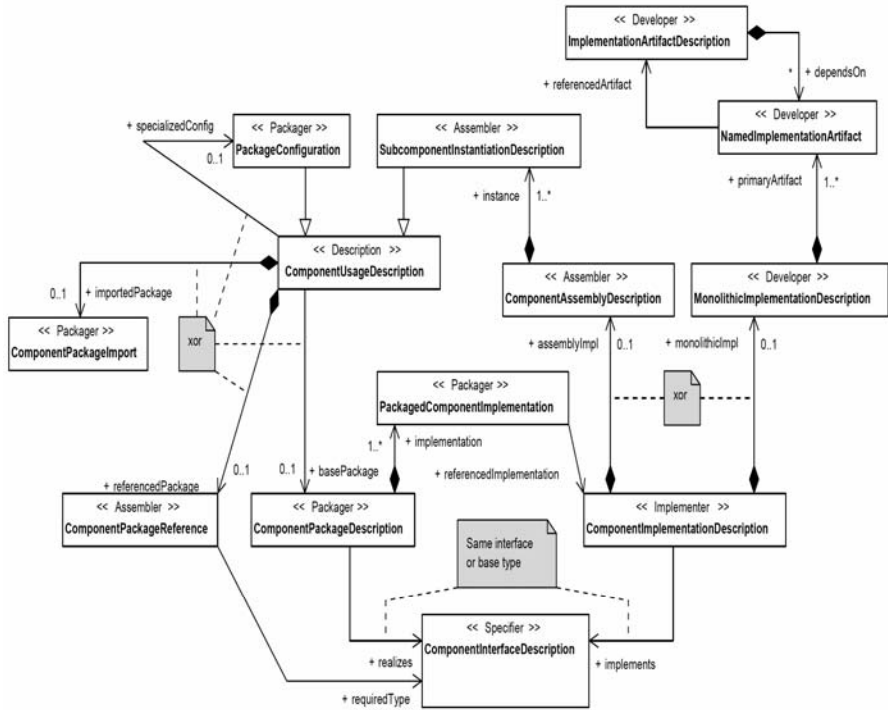 << Developer >>
ImplementationArtifactDescription
+ referencedArtifact
*
+ dependsOn
+ specializedConfig
0..1
<< Packager >>
PackageConfiguration
<< Assembler >>
SubcomponentInstantiationDescription
<< Developer >>
NamedImplementationArtifact
+ instance
1..*
+ primaryArtifact
1..*
<< Description >>
ComponentUsageDescription
<< Assembler >>
ComponentAssemblyDescription
<< Developer >>
MonolithicImplementationDescription
0..1
+ importedPackage
<< Packager >>
ComponentPackageImport
xor
+ assemblyImpl
0..1
+ monolithicImpl
0..1
<< Packager >>
PackagedComponentImplementation
xor
1..*
+ implementation
+ referencedImplementation
0..1
+ referencedPackage
0..1
+ basePackage
<< Assembler >>
ComponentPackageReference
<< Packager >>
ComponentPackageDescription
<< Implementer >>
ComponentImplementationDescription
Same interface
or base type
<< Specifier >>
ComponentInterfaceDescription
+ realizes
+ implements
+ requiredType